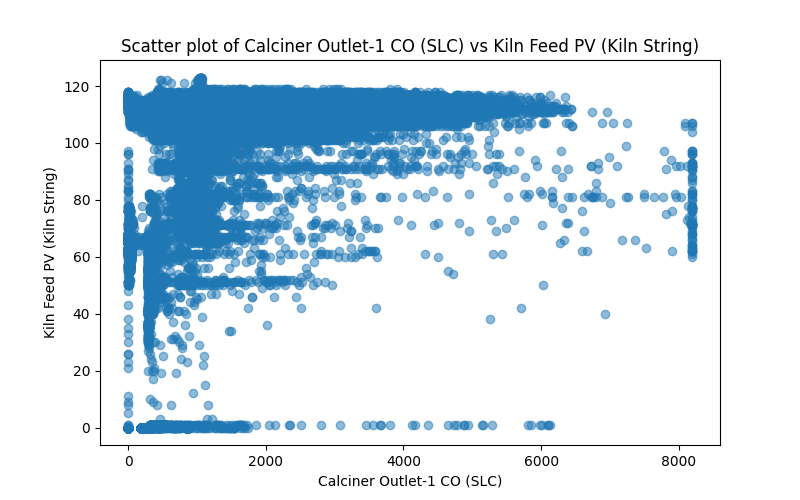 Scatter plot of Calciner Outlet-1 CO (SLC) vs Kiln Feed PV (Kiln String)
120
100
80
60
40
20
0
Kiln Feed PV (Kiln String)
0 2000 4000 6000 8000
Calciner Outlet-1 CO (SLC)